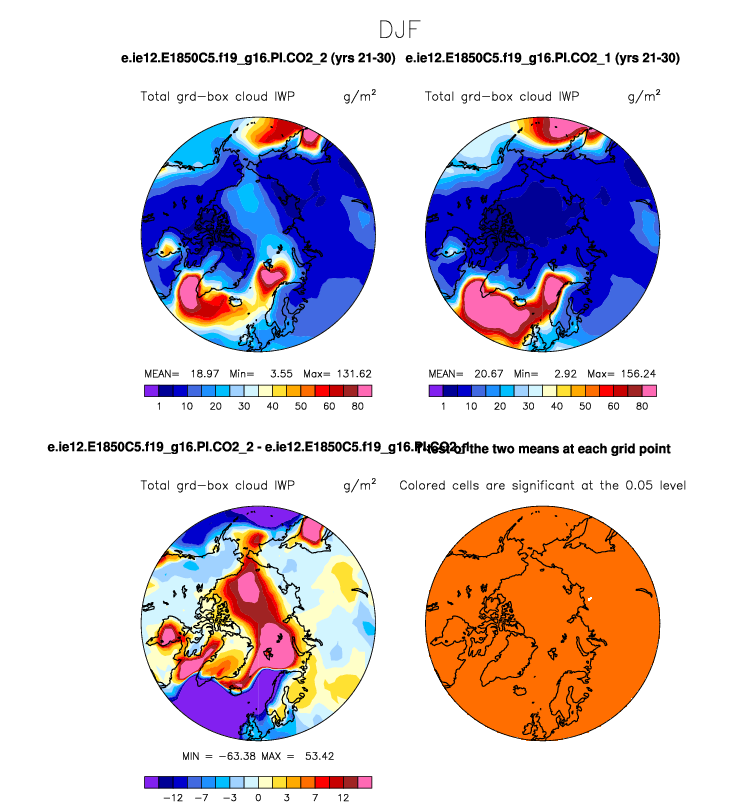 DJF
e.ie12.E1850C5.f19_g16.PI.CO2_2 (yrs 21-30) e.ie12.E1850C5.f19_g16.PI.CO2_1 (yrs 21-30)
Total grd-box cloud IWP g/m²
Total grd-box cloud IWP g/m²
MEAN= 18.97 Min= 3.55 Max= 131.62
1 10 20 30 40 50 60 80
MEAN= 20.67 Min= 2.92 Max= 156.24
1 10 20 30 40 50 60 80
e.ie12.E1850C5.f19_g16.PI.CO2_2 - e.ie12.E1850C5.f19_g16.PI.CO2_1
T-test of the two means at each grid point
Total grd-box cloud IWP g/m²
Colored cells are significant at the 0.05 level
MIN = -63.38 MAX = 53.42
-12 -7 -3 0 3 7 12